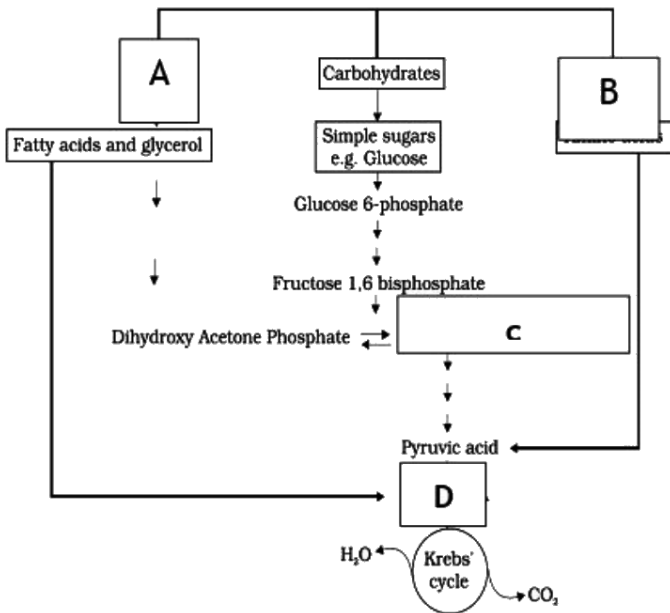 A
Carbohydrates
B
Fatty acids and glycerol
Simple sugars
e.g. Glucose
Glucose 6-phosphate
Fructose 1,6 bisphosphate
Dihydroxy Acetone Phosphate
C
Pyruvic acid
D
H₂O
Krebs'
cycle
CO₂